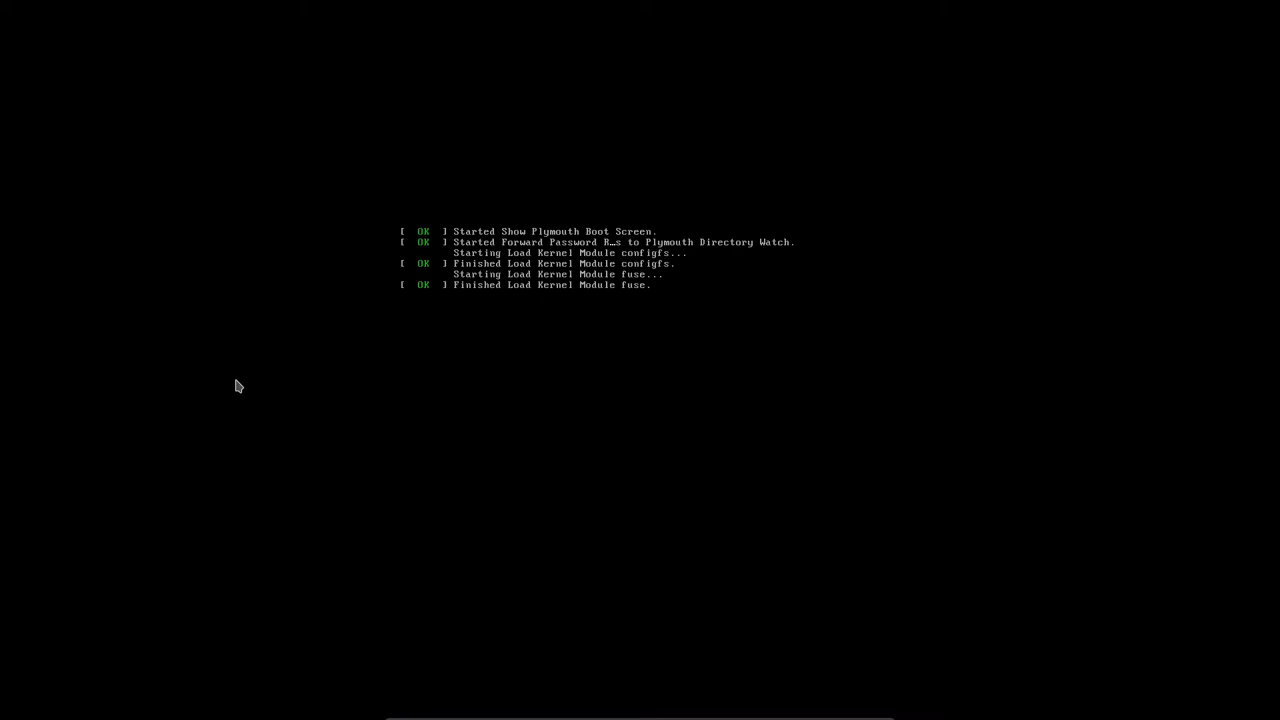 [  OK  ] Started Show Plymouth Boot Screen.
[  OK  ] Started Forward Password R…s to Plymouth Directory Watch.
Starting Load Kernel Module configfs...
[  OK  ] Finished Load Kernel Module configfs.
Starting Load Kernel Module fuse...
[  OK  ] Finished Load Kernel Module fuse.